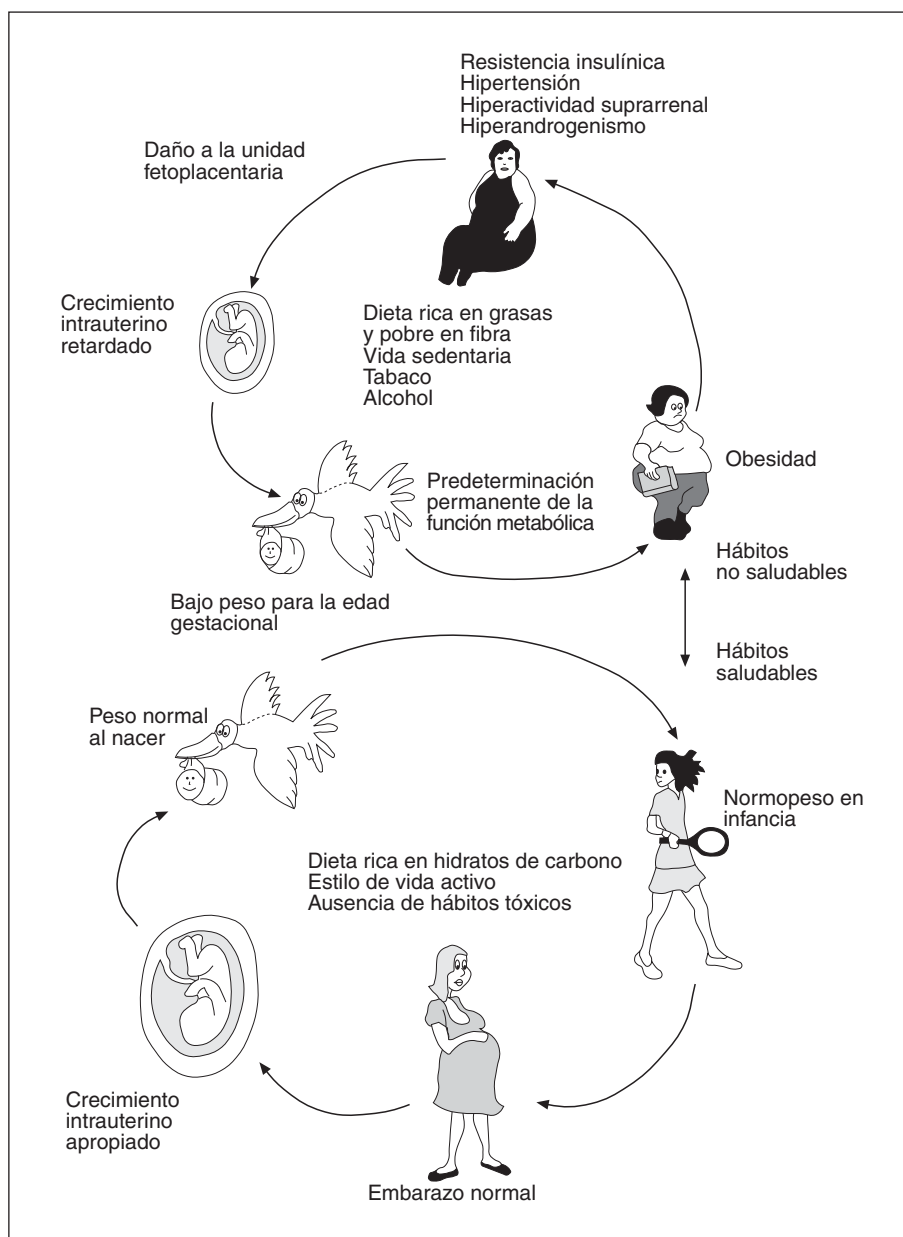 Resistencia insulínica
Hipertensión
Hiperactividad suprarrenal
Hiperandrogenismo
Daño a la unidad
fetoplacentaria
Crecimiento
intrauterino
retardado
Dieta rica en grasas
y pobre en fibra
Vida sedentaria
Tabaco
Alcohol
Obesidad
Predeterminación
permanente de la
función metabólica
Bajo peso para la edad
gestacional
Hábitos
no saludables
Hábitos
saludables
Peso normal
al nacer
Normopeso en
infancia
Dieta rica en hidratos de carbono
Estilo de vida activo
Ausencia de hábitos tóxicos
Crecimiento
intrauterino
apropiado
Embarazo normal